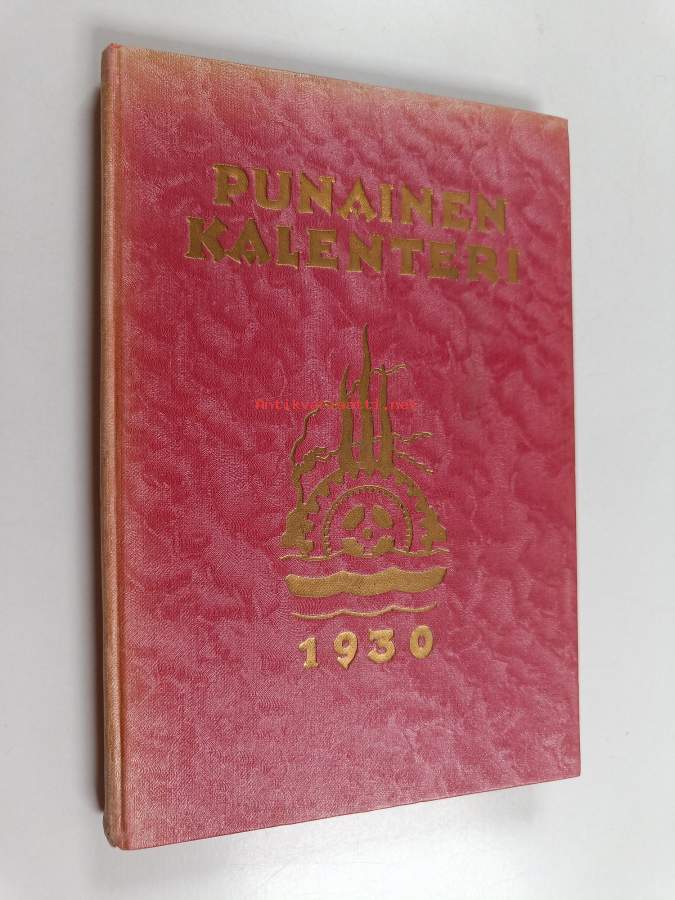 PUNAINEN
KALENTERI
Antikvariaatti.net
1930